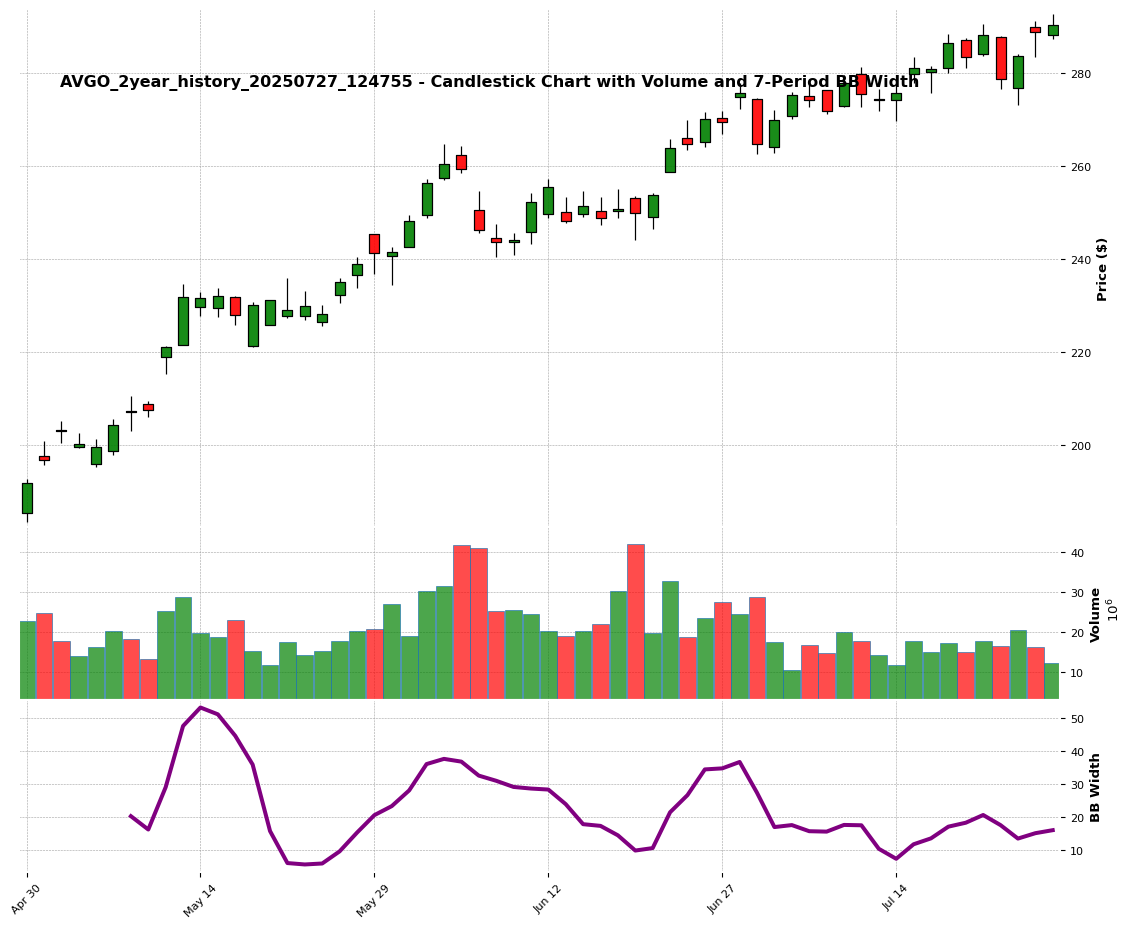 AVGO_2year_history_20250727_124755 - Candlestick Chart with Volume and 7-Period BB Width
280
260
240
220
200
Price ($)
40
30
20
10
Volume
10^6
50
40
30
20
10
BB Width
Apr 30
May 14
May 29
Jun 12
Jun 27
Jul 14